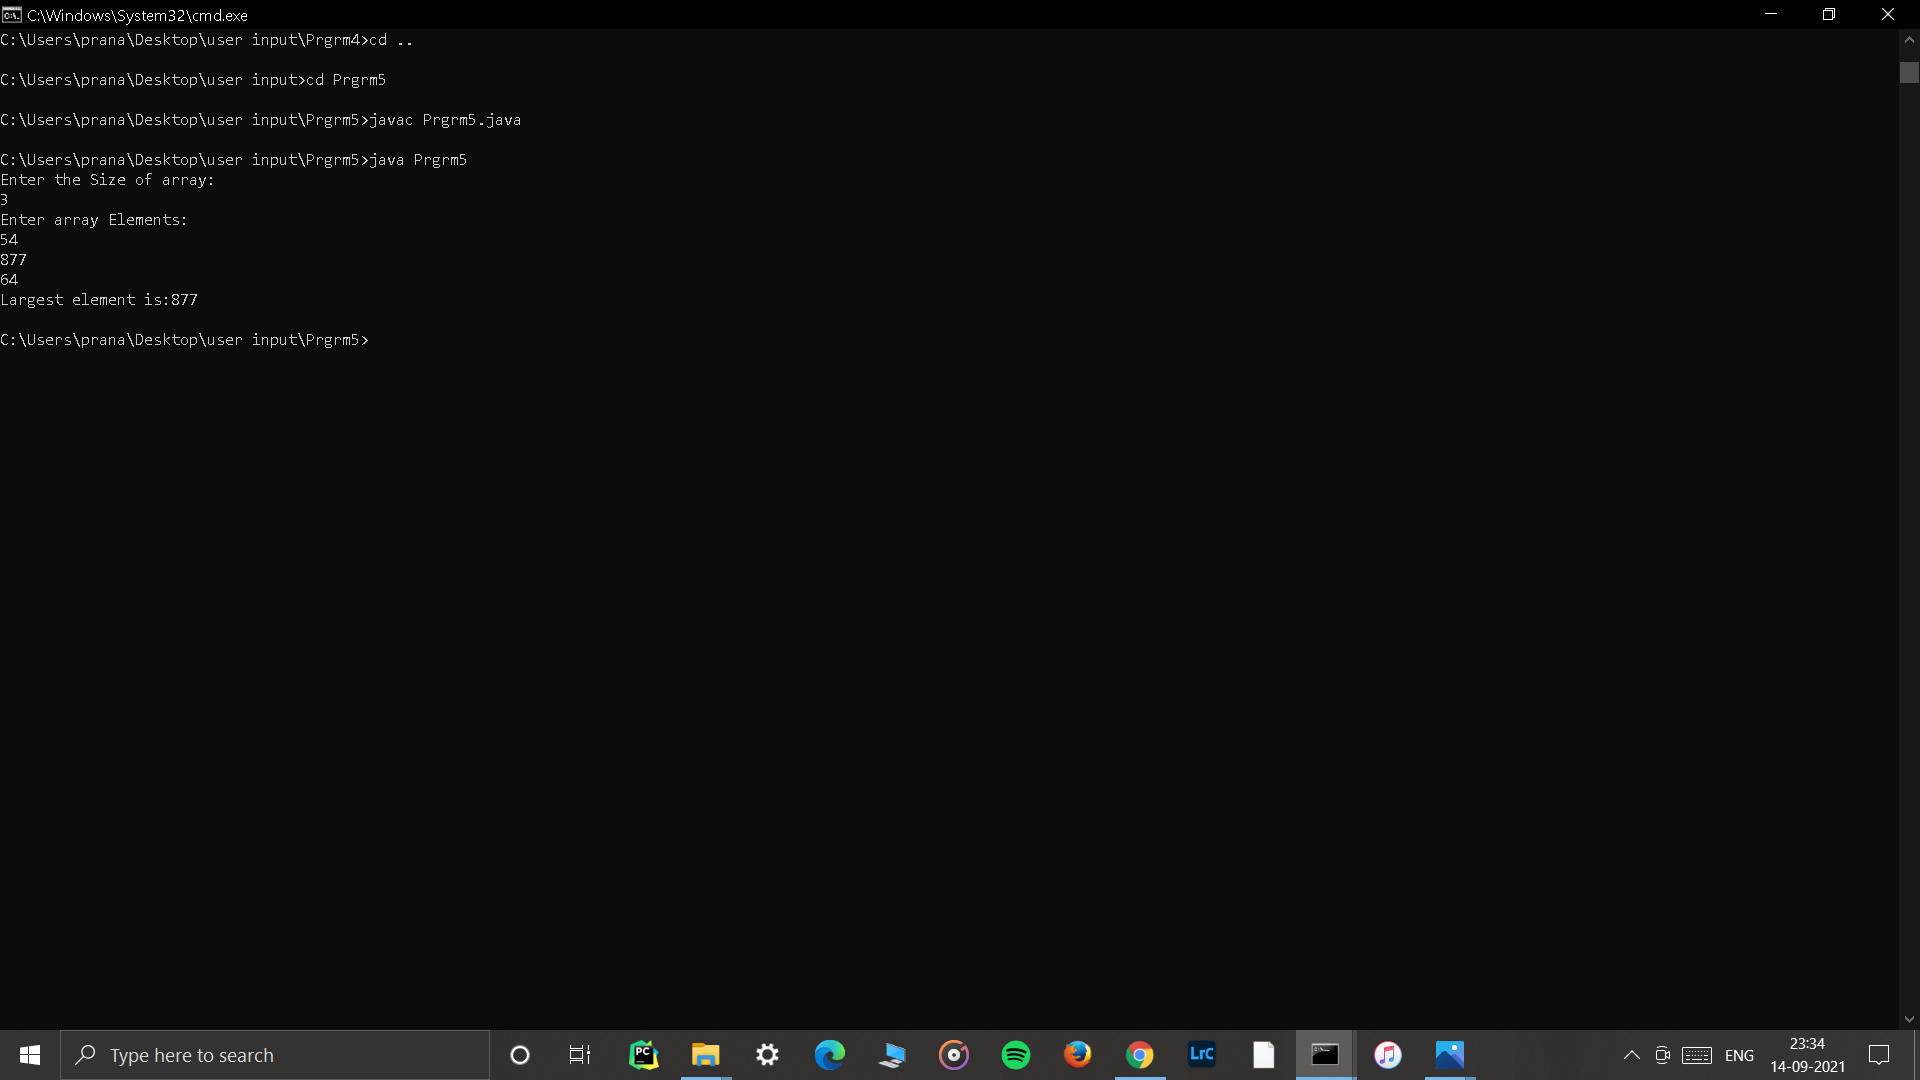 C:\Windows\System32\cmd.exe
C:\Users\prana\Desktop\user input\Prgrm4>cd ..
C:\Users\prana\Desktop\user input>cd Prgrm5
C:\Users\prana\Desktop\user input\Prgrm5>javac Prgrm5.java
C:\Users\prana\Desktop\user input\Prgrm5>java Prgrm5
Enter the Size of array:
3
Enter array Elements:
54
877
64
Largest element is:877
C:\Users\prana\Desktop\user input\Prgrm5>
Type here to search
PC
LrC
ENG
23:34
14-09-2021